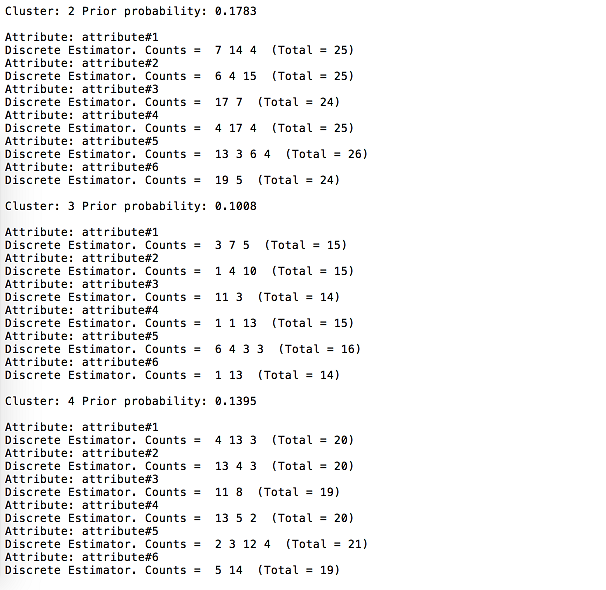 Cluster: 2 Prior probability: 0.1783
Attribute: attribute#1
Discrete Estimator. Counts =  7 14 4  (Total = 25)
Attribute: attribute#2
Discrete Estimator. Counts =  6 4 15  (Total = 25)
Attribute: attribute#3
Discrete Estimator. Counts =  17 7  (Total = 24)
Attribute: attribute#4
Discrete Estimator. Counts =  4 17 4  (Total = 25)
Attribute: attribute#5
Discrete Estimator. Counts =  13 3 6 4  (Total = 26)
Attribute: attribute#6
Discrete Estimator. Counts =  19 5  (Total = 24)
Cluster: 3 Prior probability: 0.1008
Attribute: attribute#1
Discrete Estimator. Counts =  3 7 5  (Total = 15)
Attribute: attribute#2
Discrete Estimator. Counts =  1 4 10  (Total = 15)
Attribute: attribute#3
Discrete Estimator. Counts =  11 3  (Total = 14)
Attribute: attribute#4
Discrete Estimator. Counts =  1 1 13  (Total = 15)
Attribute: attribute#5
Discrete Estimator. Counts =  6 4 3 3  (Total = 16)
Attribute: attribute#6
Discrete Estimator. Counts =  1 13  (Total = 14)
Cluster: 4 Prior probability: 0.1395
Attribute: attribute#1
Discrete Estimator. Counts =  4 13 3  (Total = 20)
Attribute: attribute#2
Discrete Estimator. Counts =  13 4 3  (Total = 20)
Attribute: attribute#3
Discrete Estimator. Counts =  11 8  (Total = 19)
Attribute: attribute#4
Discrete Estimator. Counts =  13 5 2  (Total = 20)
Attribute: attribute#5
Discrete Estimator. Counts =  2 3 12 4  (Total = 21)
Attribute: attribute#6
Discrete Estimator. Counts =  5 14  (Total = 19)